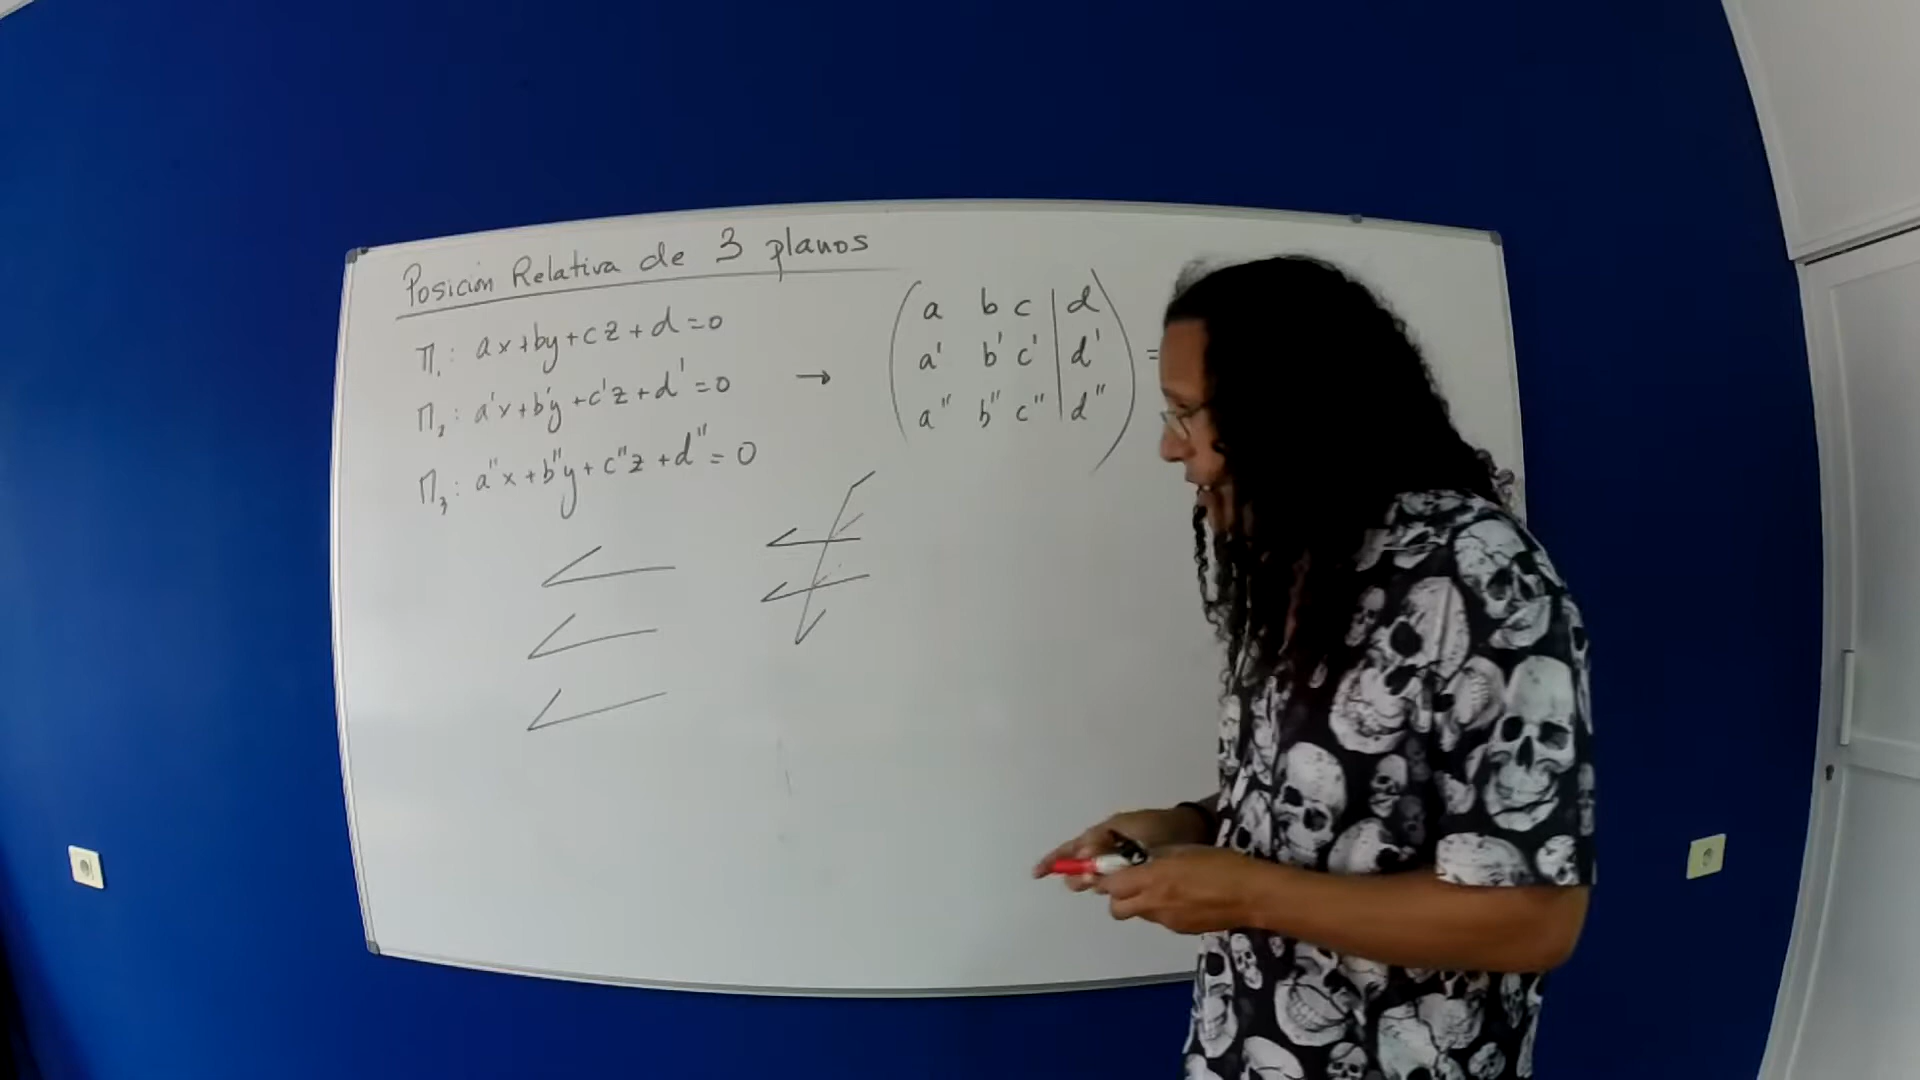 Posición Relativa de 3 planos
π₁: ax+by+cz+d=0
π₂: a'x+b'y+c'z+d'=0
π₃: a''x+b''y+c''z+d''=0
→
a b c | d
a' b' c' | d' =
a'' b'' c'' | d''